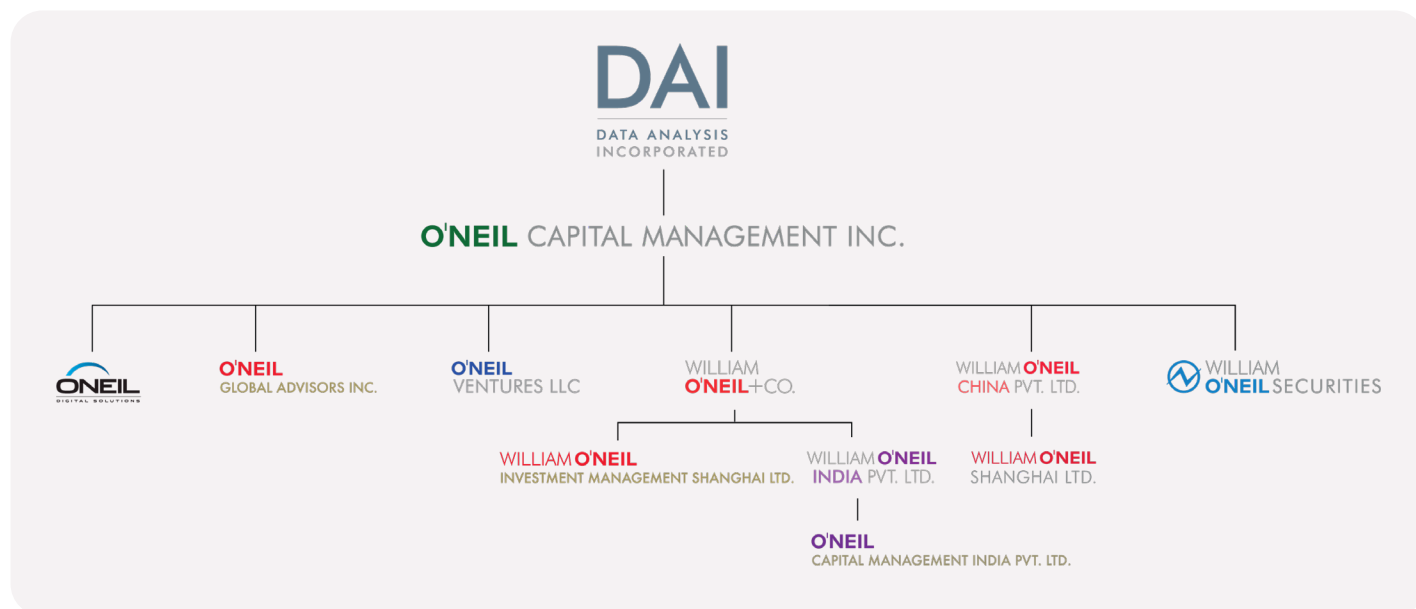 DAI
DATA ANALYSIS
INCORPORATED
O'NEIL CAPITAL MANAGEMENT INC.
ONEIL
DIGITAL SOLUTIONS
O'NEIL
GLOBAL ADVISORS INC.
O'NEIL
VENTURES LLC
WILLIAM
O'NEIL+CO.
WILLIAM O'NEIL
CHINA PVT. LTD.
WILLIAM
O'NEIL SECURITIES
WILLIAM O'NEIL
INVESTMENT MANAGEMENT SHANGHAI LTD.
WILLIAM O'NEIL
INDIA PVT. LTD.
WILLIAM O'NEIL
SHANGHAI LTD.
O'NEIL
CAPITAL MANAGEMENT INDIA PVT. LTD.